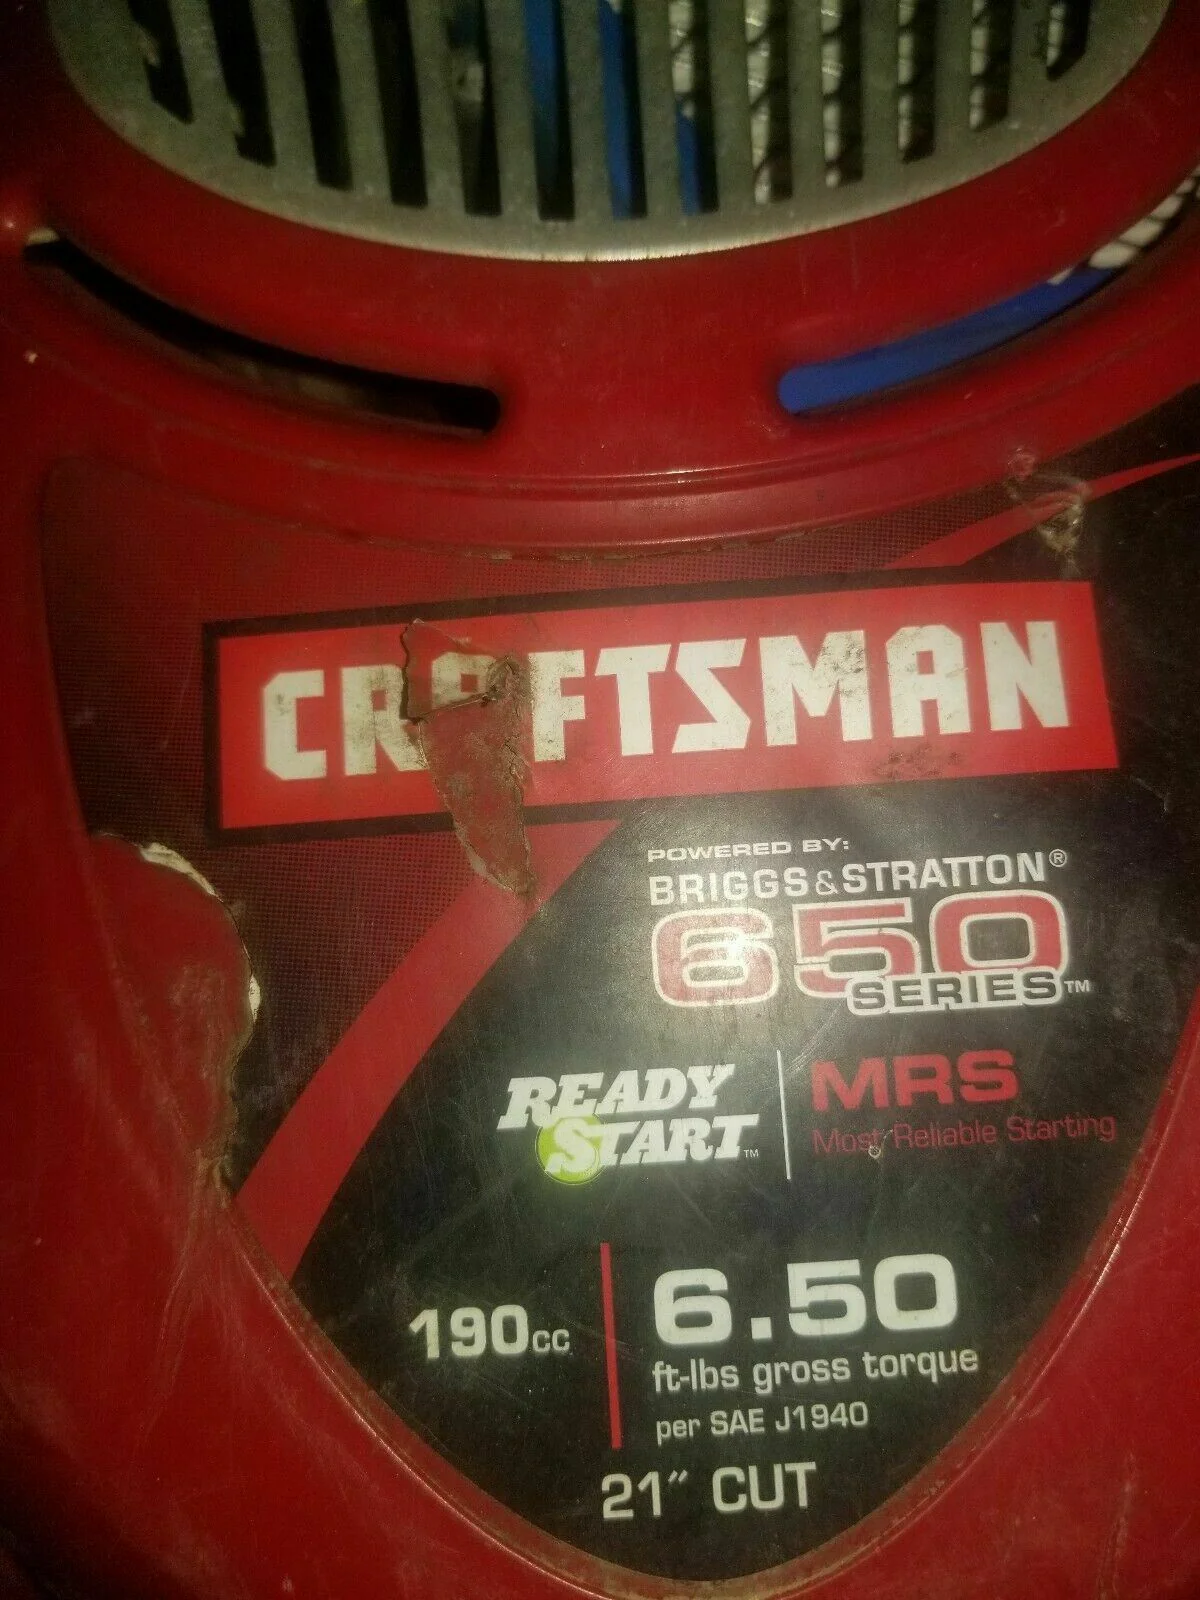 CRAFTSMAN®
POWERED BY:
BRIGGS&STRATTON®
650
SERIES™
READY
START™
MRS
Most Reliable Starting
190cc
6.50
ft-lbs gross torque
per SAE J1940
21" CUT